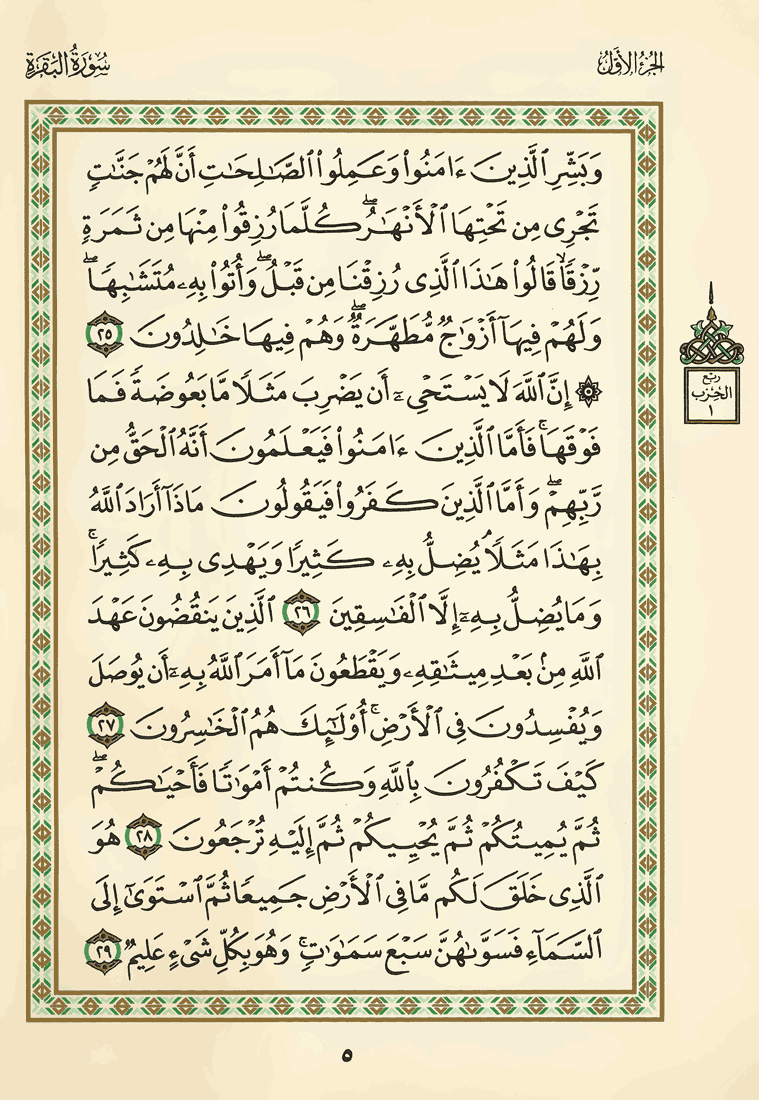 الجزء الأول
سورة البقرة
وَبَشِّرِ ٱلَّذِينَ ءَامَنُوا۟ وَعَمِلُوا۟ ٱلصَّـٰلِحَـٰتِ أَنَّ لَهُمْ جَنَّـٰتٍ
تَجْرِى مِن تَحْتِهَا ٱلْأَنْهَـٰرُ ۖ كُلَّمَا رُزِقُوا۟ مِنْهَا مِن ثَمَرَةٍ
رِّزْقًا ۙ قَالُوا۟ هَـٰذَا ٱلَّذِى رُزِقْنَا مِن قَبْلُ ۖ وَأُتُوا۟ بِهِۦ مُتَشَـٰبِهًا ۖ
وَلَهُمْ فِيهَآ أَزْوَٰجٌ مُّطَهَّرَةٌ ۖ وَهُمْ فِيهَا خَـٰلِدُونَ ٢٥
۞ إِنَّ ٱللَّهَ لَا يَسْتَحْىِۦٓ أَن يَضْرِبَ مَثَلًا مَّا بَعُوضَةً فَمَا
فَوْقَهَا ۚ فَأَمَّا ٱلَّذِينَ ءَامَنُوا۟ فَيَعْلَمُونَ أَنَّهُ ٱلْحَقُّ مِن
رَّبِّهِمْ ۖ وَأَمَّا ٱلَّذِينَ كَفَرُوا۟ فَيَقُولُونَ مَاذَآ أَرَادَ ٱللَّهُ
بِهَـٰذَا مَثَلًا ۘ يُضِلُّ بِهِۦ كَثِيرًا وَيَهْدِى بِهِۦ كَثِيرًا ۚ
وَمَا يُضِلُّ بِهِۦٓ إِلَّا ٱلْفَـٰسِقِينَ ٢٦ ٱلَّذِينَ يَنقُضُونَ عَهْدَ
ٱللَّهِ مِنۢ بَعْدِ مِيثَـٰقِهِۦ وَيَقْطَعُونَ مَآ أَمَرَ ٱللَّهُ بِهِۦٓ أَن يُوصَلَ
وَيُفْسِدُونَ فِى ٱلْأَرْضِ ۚ أُو۟لَـٰٓئِكَ هُمُ ٱلْخَـٰسِرُونَ ٢٧
كَيْفَ تَكْفُرُونَ بِٱللَّهِ وَكُنتُمْ أَمْوَٰتًا فَأَحْيَـٰكُمْ ۖ
ثُمَّ يُمِيتُكُمْ ثُمَّ يُحْيِيكُمْ ثُمَّ إِلَيْهِ تُرْجَعُونَ ٢٨ هُوَ
ٱلَّذِى خَلَقَ لَكُم مَّا فِى ٱلْأَرْضِ جَمِيعًا ثُمَّ ٱسْتَوَىٰٓ إِلَى
ٱلسَّمَآءِ فَسَوَّىٰهُنَّ سَبْعَ سَمَـٰوَٰتٍ ۚ وَهُوَ بِكُلِّ شَىْءٍ عَلِيمٌ ٢٩
ربع
الحزب
١
٥